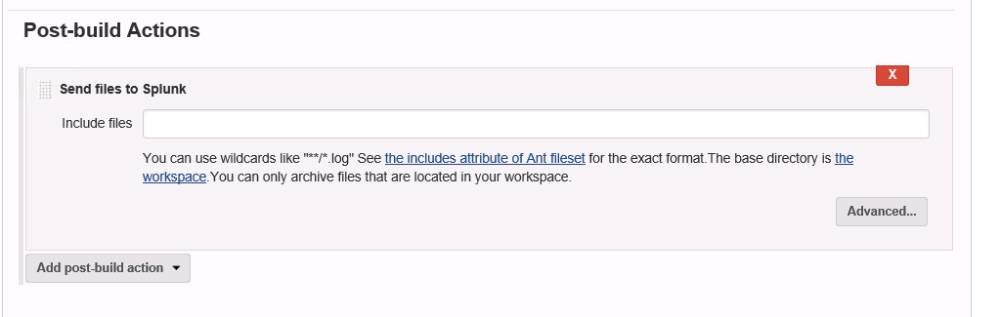 Post-build Actions
X
Send files to Splunk
Include files
You can use wildcards like "**/*.log" See the includes attribute of Ant fileset for the exact format.The base directory is the
workspace.You can only archive files that are located in your workspace.
Advanced...
Add post-build action